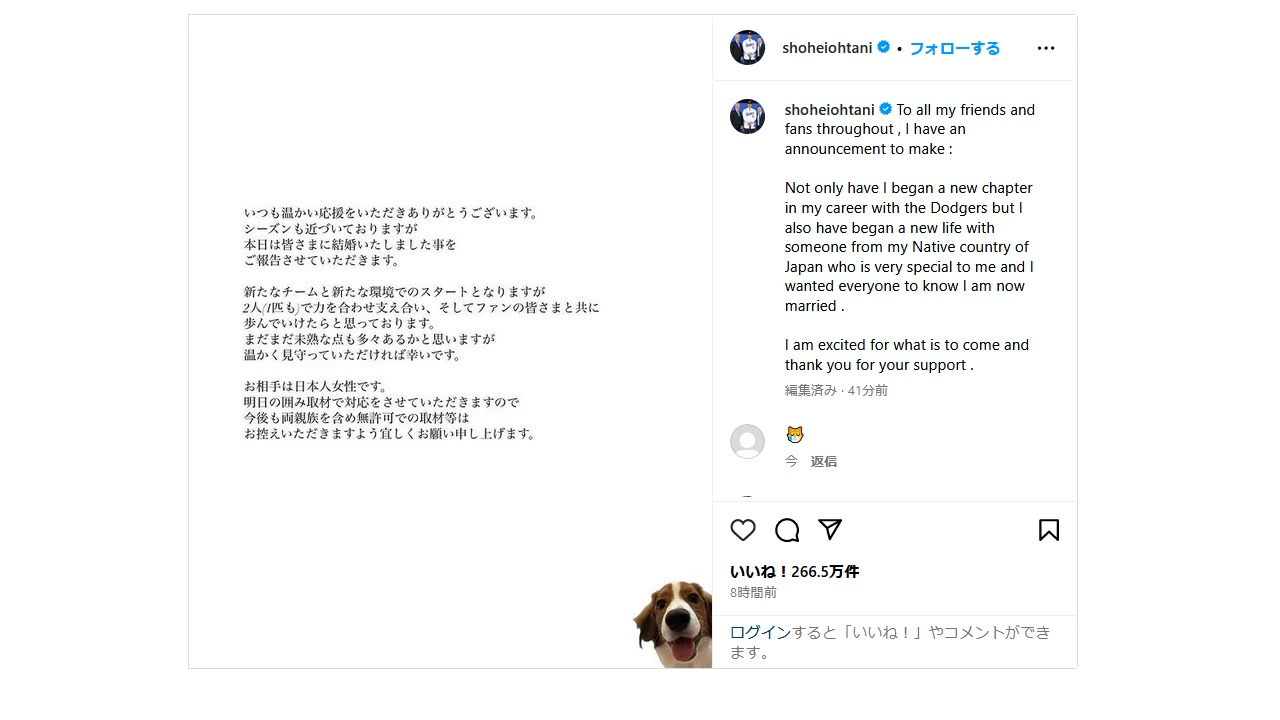 いつも温かい応援をいただきありがとうございます。
シーズンも近づいておりますが
本日は皆さまに結婚いたしました事を
ご報告させていただきます。
新たなチームと新たな環境でのスタートとなりますが
2人(1匹も)で力を合わせ支え合い、そしてファンの皆さまと共に
歩んでいけたらと思っております。
まだまだ未熟な点も多々あるかと思いますが
温かく見守っていただければ幸いです。
お相手は日本人女性です。
明日の囲み取材で対応をさせていただきますので
今後も両親族を含め無許可での取材等は
お控えいただきますよう宜しくお願い申し上げます。
shoheiohtani • フォローする
shoheiohtani To all my friends and
fans throughout , I have an
announcement to make :
Not only have I began a new chapter
in my career with the Dodgers but I
also have began a new life with
someone from my Native country of
Japan who is very special to me and I
wanted everyone to know I am now
married .
I am excited for what is to come and
thank you for your support .
編集済み · 41分前
今 返信
いいね！266.5万件
8時間前
ログインすると「いいね！」やコメントができ
ます。